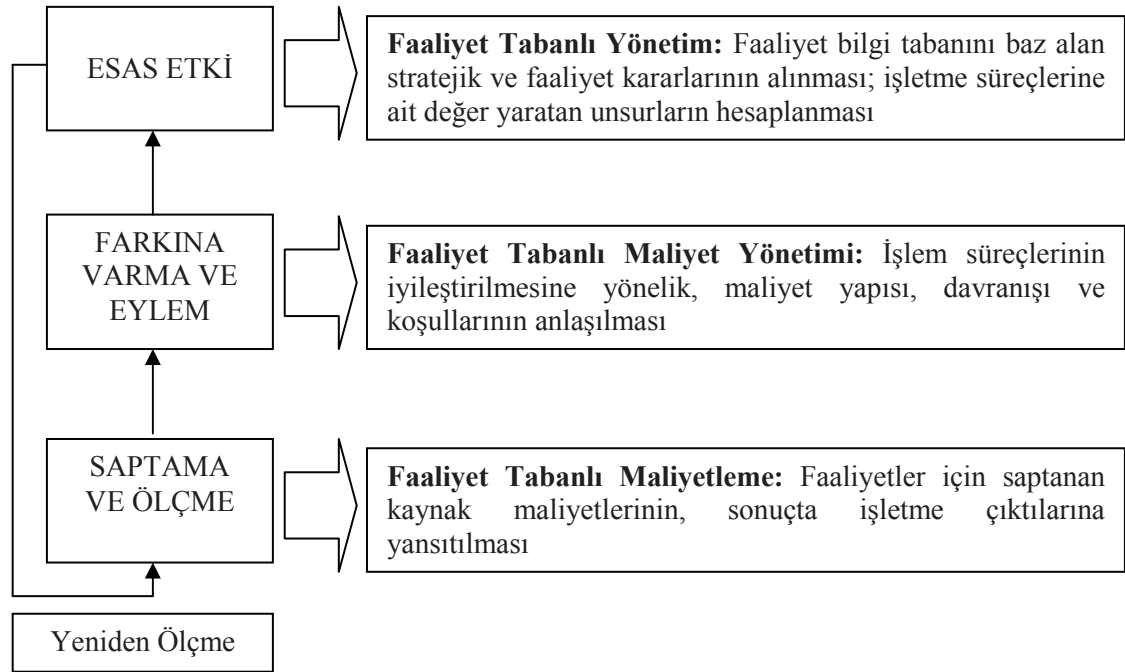 ESAS ETKİ
Faaliyet Tabanlı Yönetim: Faaliyet bilgi tabanını baz alan
stratejik ve faaliyet kararlarının alınması; işletme süreçlerine
ait değer yaratan unsurların hesaplanması
FARKINA
VARMA VE
EYLEM
Faaliyet Tabanlı Maliyet Yönetimi: İşlem süreçlerinin
iyileştirilmesine yönelik, maliyet yapısı, davranışı ve
koşullarının anlaşılması
SAPTAMA
VE ÖLÇME
Faaliyet Tabanlı Maliyetleme: Faaliyetler için saptanan
kaynak maliyetlerinin, sonuçta işletme çıktılarına
yansıtılması
Yeniden Ölçme